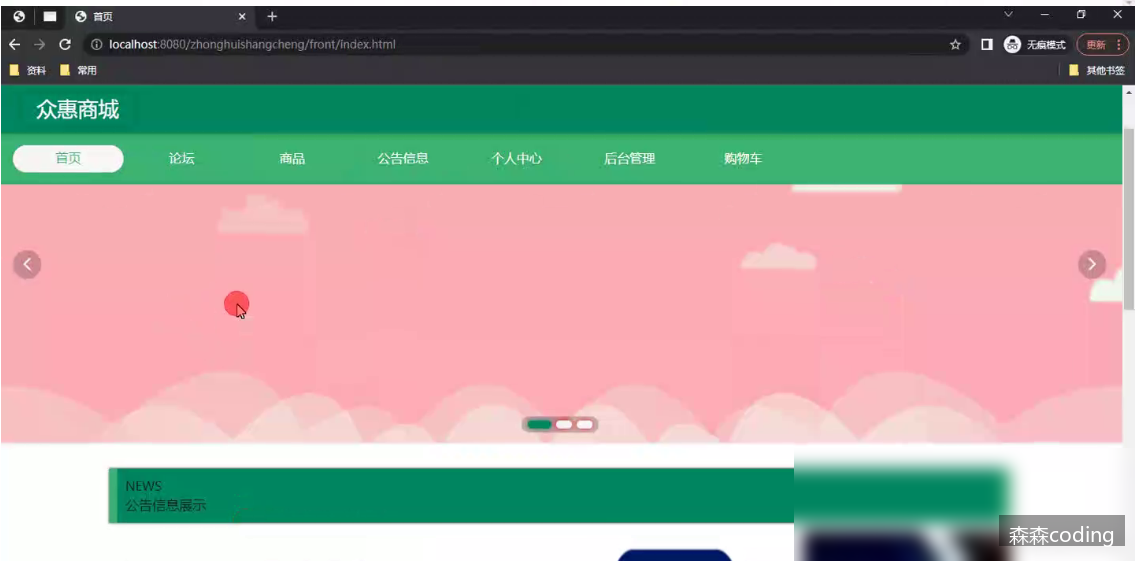 首页
localhost:8080/zhonghuishangcheng/front/index.html
无痕模式
更新
资料
常用
其他书签
众惠商城
首页
论坛
商品
公告信息
个人中心
后台管理
购物车
NEWS
公告信息展示
森森coding